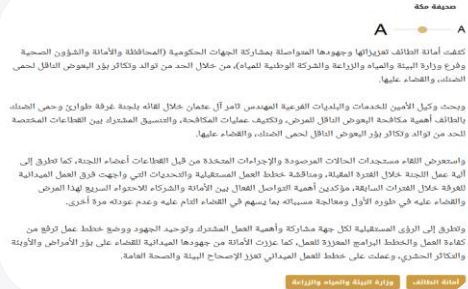 صحيفة مكة
A A
كثفت أمانة الطائف تعزيزاتها وجهودها المتواصلة بمشاركة الجهات الحكومية (المحافظة والأمانة والشؤون الصحية
وفرع وزارة البيئة والمياه والزراعة والشركة الوطنية للمياه)، من خلال الحد من توالد وتكاثر بؤر البعوض الناقل لحمى
الضنك، والقضاء عليها.
وبحث وكيل الأمين للخدمات والبلديات الفرعية المهندس ثامر آل عثمان خلال لقائه بلجنة غرفة طوارئ وحمى الضنك
بالطائف أهمية مكافحة البعوض الناقل للمرض، وتكثيف عمليات المكافحة، والتنسيق المشترك بين القطاعات المختصة
للحد من توالد وتكاثر بؤر البعوض الناقل لحمى الضنك، والقضاء عليها.
واستعرض اللقاء مستجدات الحالات المرصودة والإجراءات المتخذة من قبل القطاعات أعضاء اللجنة، كما تطرق إلى
آلية عمل اللجنة خلال الفترة المقبلة، ومناقشة خطط العمل المستقبلية والتحديات التي واجهت فرق العمل الميدانية
للغرفة خلال الفترات السابقة، مؤكدين أهمية التواصل الفعال بين الأمانة والشركاء للاحتواء السريع لهذا المرض
والقضاء عليه في طوره الأول ومعالجة مسبباته بما يسهم في القضاء التام عليه وعدم عودته مرة أخرى.
وتطرق إلى الرؤى المستقبلية لكل جهة مشاركة وأهمية العمل المشترك وتوحيد الجهود ووضع خطط عمل ترفع من
كفاءة العمل والخطط البرامج المعززة للعمل، كما عززت الأمانة من جهودها الميدانية للقضاء على بؤر الأمراض والأوبئة
والتكاثر الحشري، وعملت على خطط للعمل الميداني تعزز الإصحاح البيئة والصحة العامة.
أمانة الطائف وزارة البيئة والمياه والزراعة